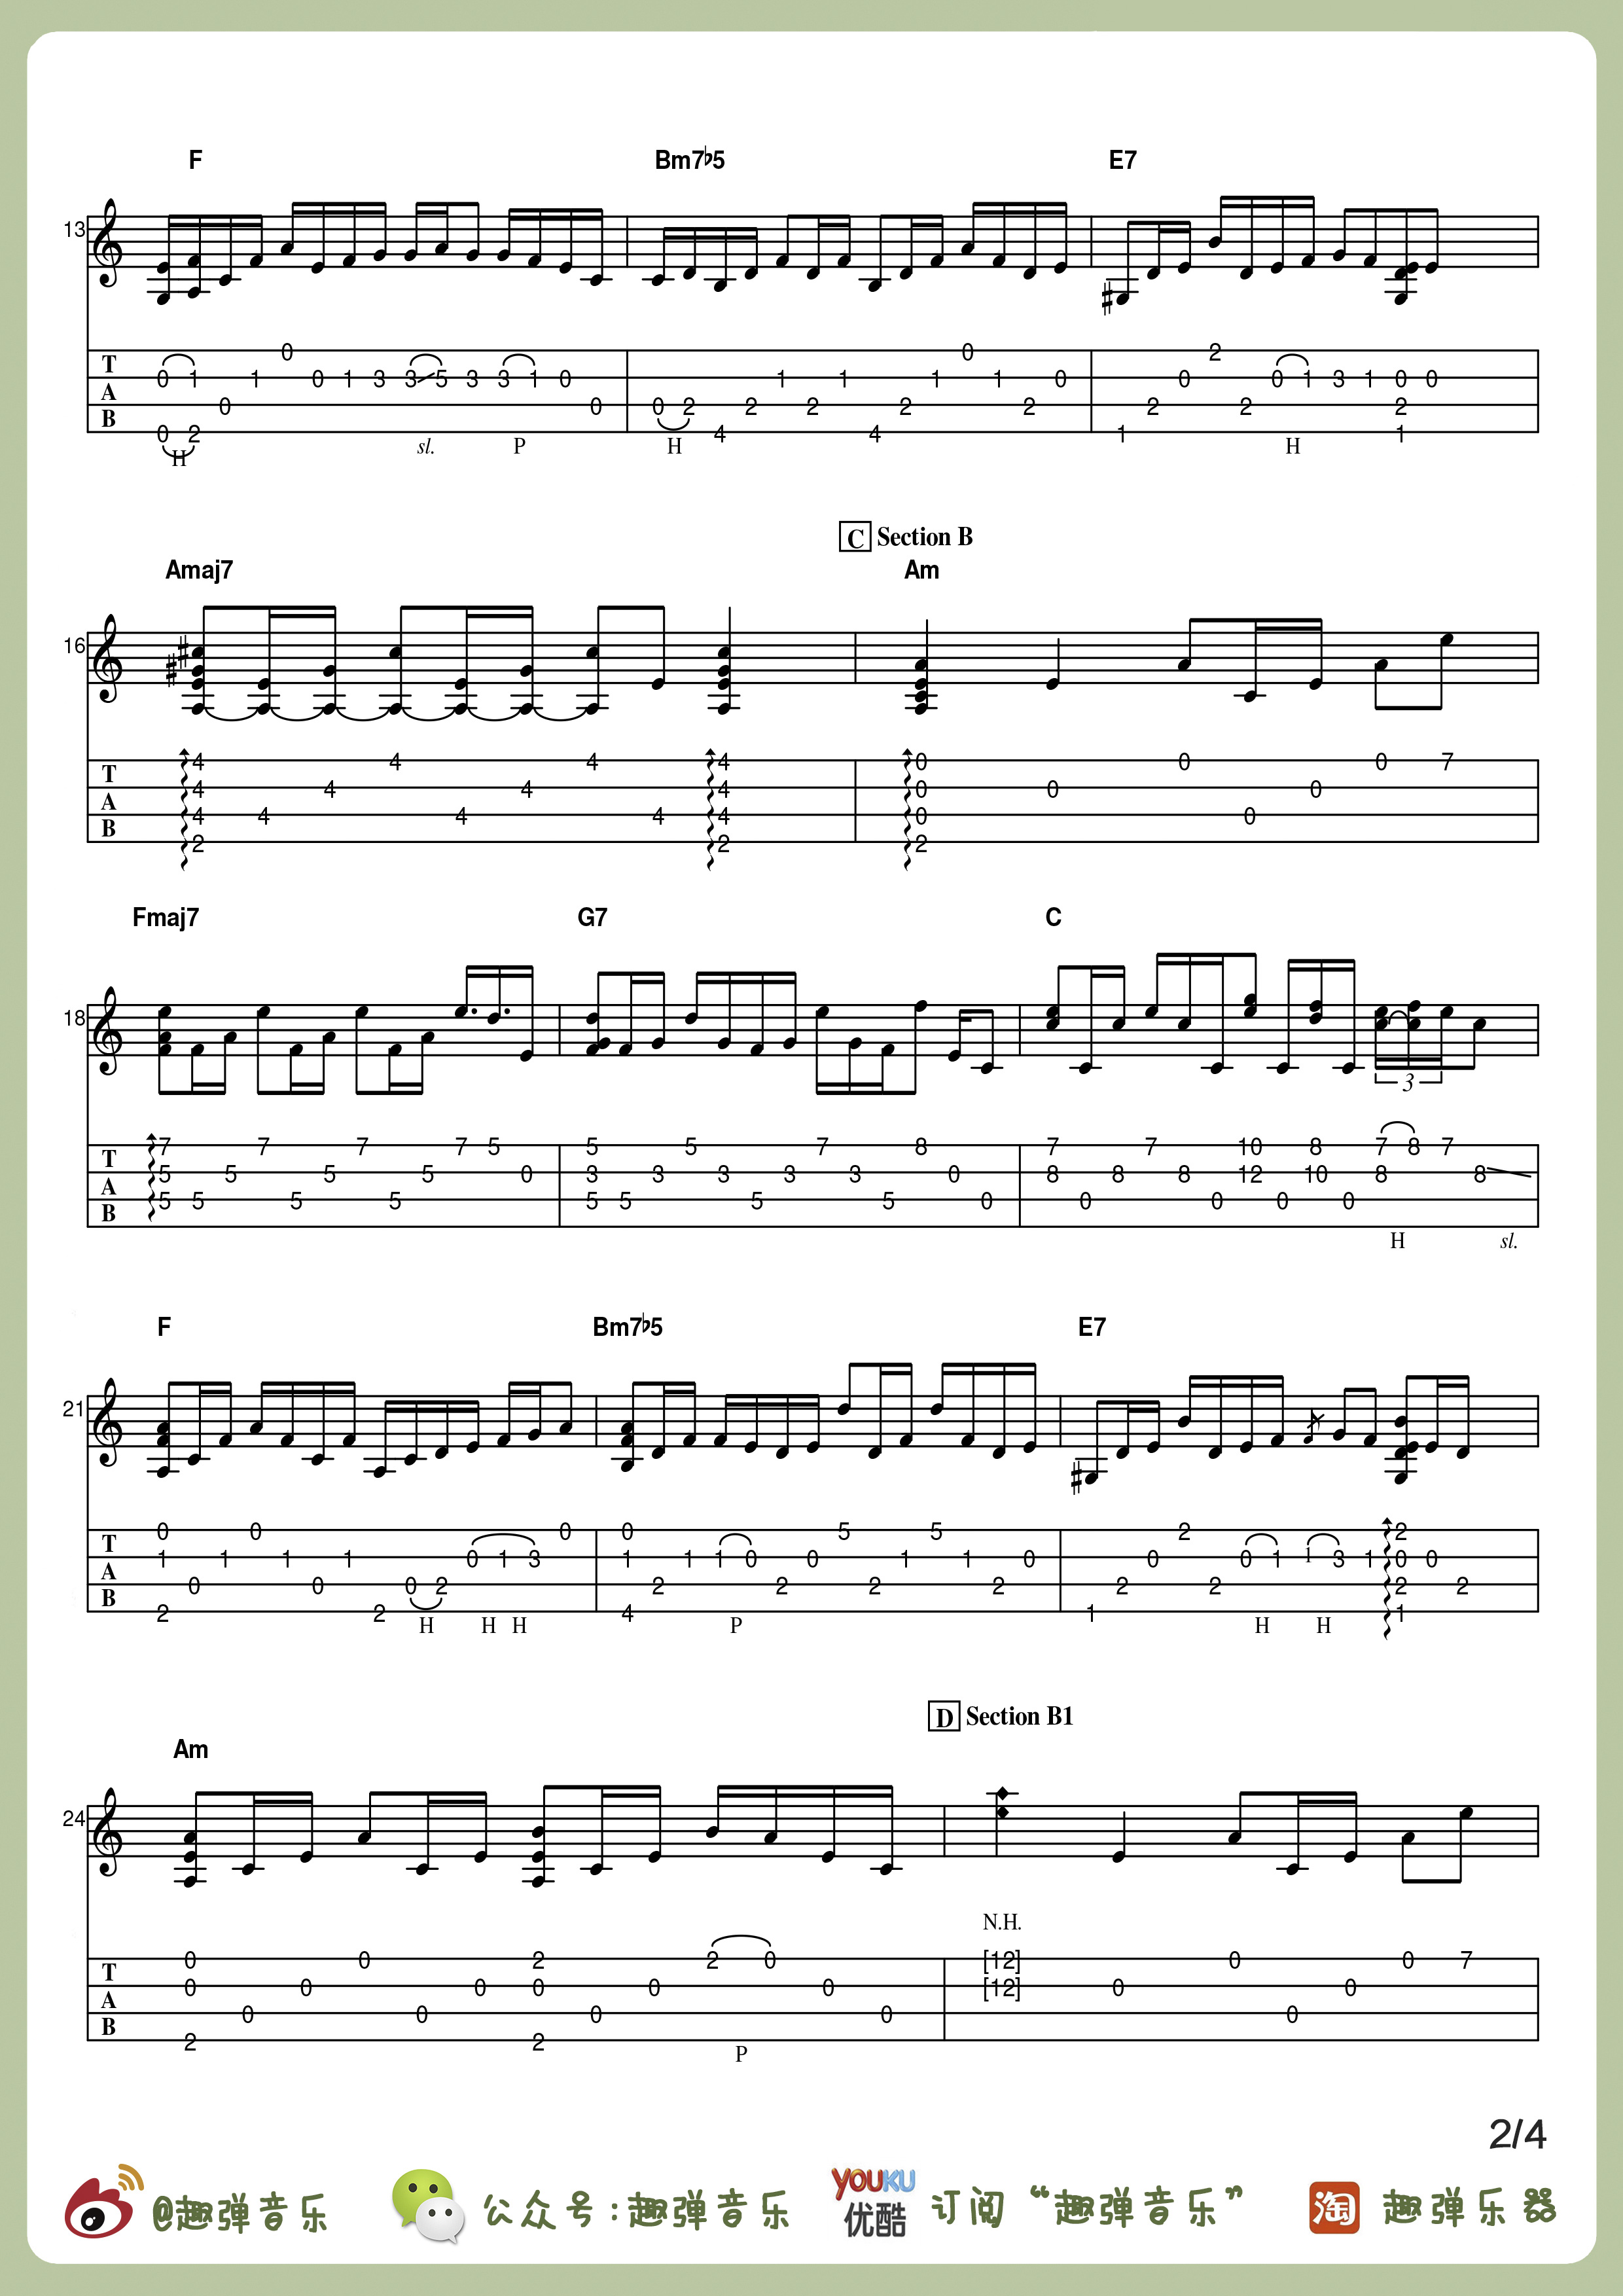 F Bm7♭5 E7
13
T 0 1 1 0 0 1 3 3 5 3 3 1 0 1 1 1 0 1 0 2 0 0 1 3 1 0 0
A 0 0 0 2 2 2 2 2 2 2 2
B 0 2 4 4 1 1
H sl. P H H
C Section B
Amaj7 Am
16
T 4 4 4 4 0 0 0 7
4 4 4 4 0 0 0
A 4 4 4 4 4 0 0
B 2 2 2
Fmaj7 G7 C
18
3
T 7 7 7 7 5 5 5 7 8 7 7 10 8 7 8 7
A 5 5 5 5 0 3 3 3 3 3 0 8 8 8 12 10 8 8
B 5 5 5 5 5 5 5 5 0 0 0 0 0
H sl.
F Bm7♭5 E7
21
T 0 0 0 0 5 5 2 2
A 1 1 1 1 0 1 3 1 1 1 0 0 1 1 0 0 0 1 1 3 1 0 0
B 0 0 0 2 2 2 2 2 2 2 2 2
2 2 4 1 1
H H H P H H
D Section B1
Am
24
N.H.
T 0 0 2 2 0 [12] 0 0 7
A 0 0 0 0 0 0 [12] 0 0
B 0 0 0 0 0
2 2
P
2/4
@趣弹音乐 公众号:趣弹音乐 YOUKU 优酷 订阅“趣弹音乐” 淘 趣弹乐器